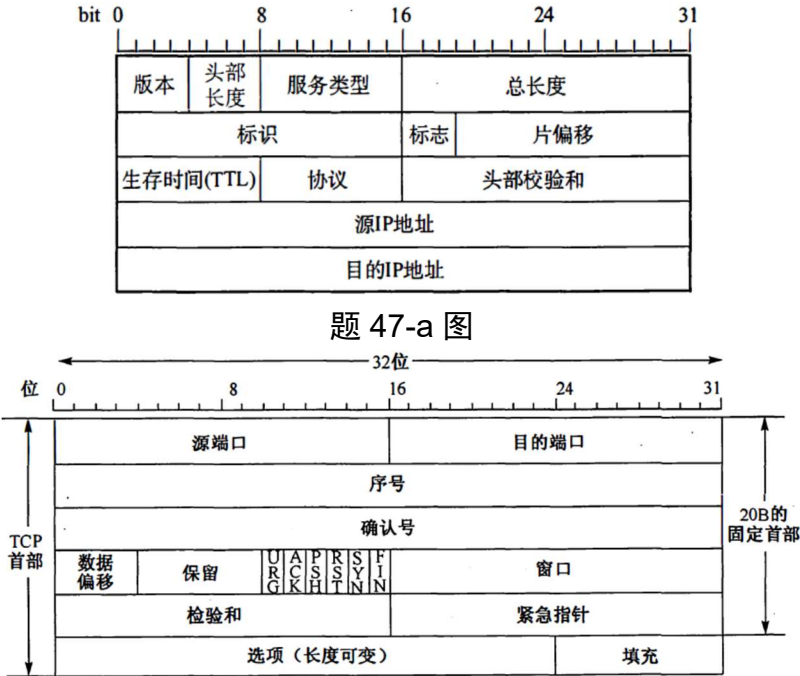 bit 0 8 16 24 31
版本 头部长度 服务类型 总长度
标识 标志 片偏移
生存时间(TTL) 协议 头部校验和
源IP地址
目的IP地址
题 47-a 图
32位
位 0 8 16 24 31
源端口 目的端口
序号
确认号
TCP首部
20B的固定首部
数据偏移 保留 URG ACK PSH RST SYN FIN 窗口
检验和 紧急指针
选项（长度可变） 填充